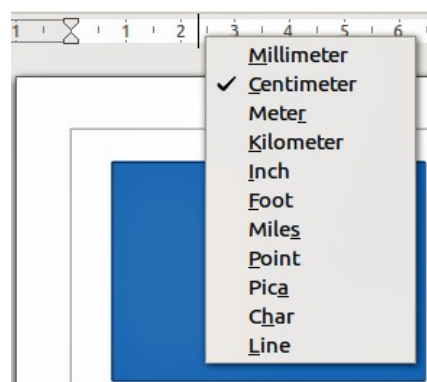 1 1 2 3 4 5 6
Millimeter
Centimeter
Meter
Kilometer
Inch
Foot
Miles
Point
Pica
Char
Line